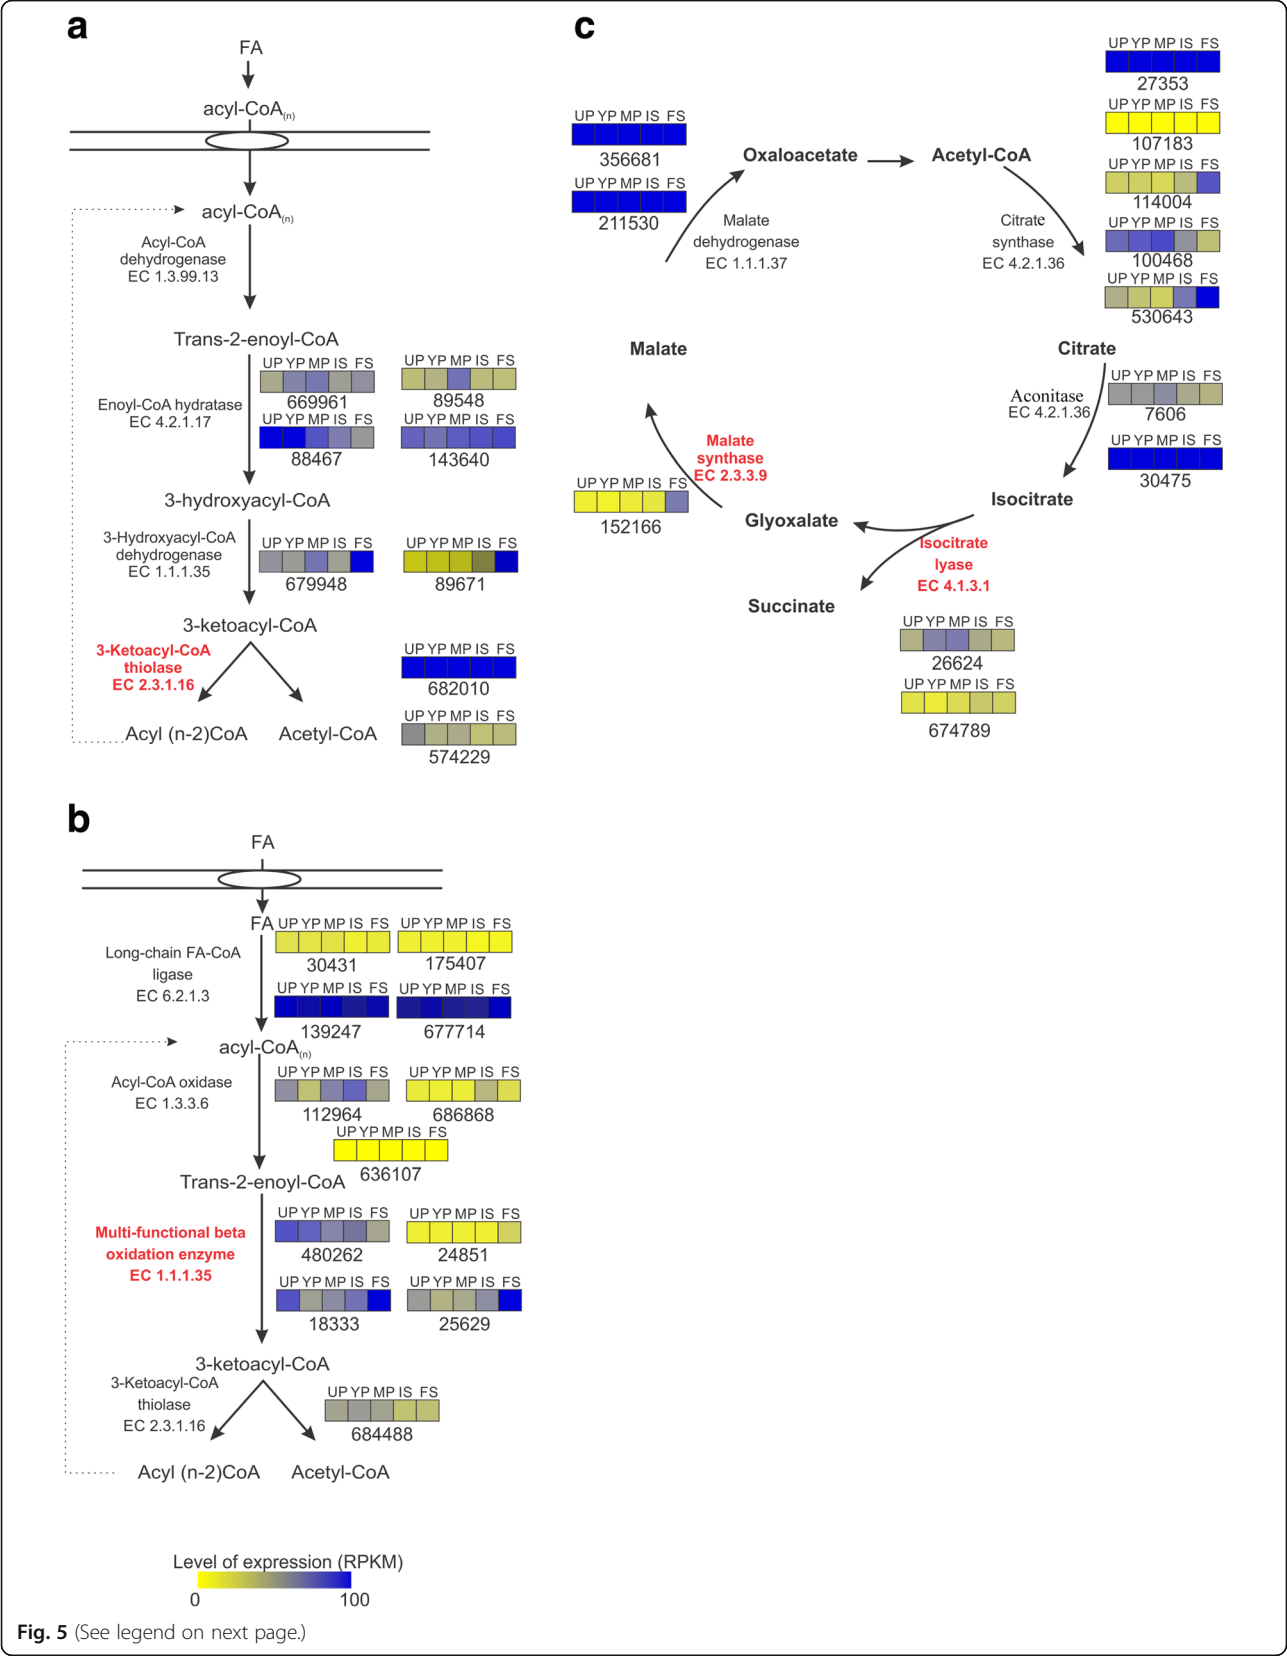 a
FA
acyl-CoA(n)
acyl-CoA(n)
Acyl-CoA
dehydrogenase
EC 1.3.99.13
Trans-2-enoyl-CoA
UP YP MP IS FS
669961
UP YP MP IS FS
89548
Enoyl-CoA hydratase
EC 4.2.1.17
UP YP MP IS FS
88467
UP YP MP IS FS
143640
3-hydroxyacyl-CoA
3-Hydroxyacyl-CoA
dehydrogenase
EC 1.1.1.35
UP YP MP IS FS
679948
UP YP MP IS FS
89671
3-ketoacyl-CoA
3-Ketoacyl-CoA
thiolase
EC 2.3.1.16
UP YP MP IS FS
682010
Acyl (n-2)CoA
Acetyl-CoA
UP YP MP IS FS
574229
b
FA
FA
UP YP MP IS FS
30431
UP YP MP IS FS
175407
Long-chain FA-CoA
ligase
EC 6.2.1.3
UP YP MP IS FS
139247
UP YP MP IS FS
677714
acyl-CoA(n)
Acyl-CoA oxidase
EC 1.3.3.6
UP YP MP IS FS
112964
UP YP MP IS FS
686868
UP YP MP IS FS
636107
Trans-2-enoyl-CoA
Multi-functional beta
oxidation enzyme
EC 1.1.1.35
UP YP MP IS FS
480262
UP YP MP IS FS
24851
UP YP MP IS FS
18333
UP YP MP IS FS
25629
3-ketoacyl-CoA
3-Ketoacyl-CoA
thiolase
EC 2.3.1.16
UP YP MP IS FS
684488
Acyl (n-2)CoA
Acetyl-CoA
c
UP YP MP IS FS
356681
UP YP MP IS FS
211530
Oxaloacetate
Acetyl-CoA
Malate
dehydrogenase
EC 1.1.1.37
Citrate
synthase
EC 4.2.1.36
UP YP MP IS FS
27353
UP YP MP IS FS
107183
UP YP MP IS FS
114004
UP YP MP IS FS
100468
UP YP MP IS FS
530643
Malate
Citrate
Aconitase
EC 4.2.1.36
UP YP MP IS FS
7606
UP YP MP IS FS
30475
Malate
synthase
EC 2.3.3.9
UP YP MP IS FS
152166
Glyoxalate
Isocitrate
Isocitrate
lyase
EC 4.1.3.1
Succinate
UP YP MP IS FS
26624
UP YP MP IS FS
674789
Level of expression (RPKM)
0 100
Fig. 5 (See legend on next page.)